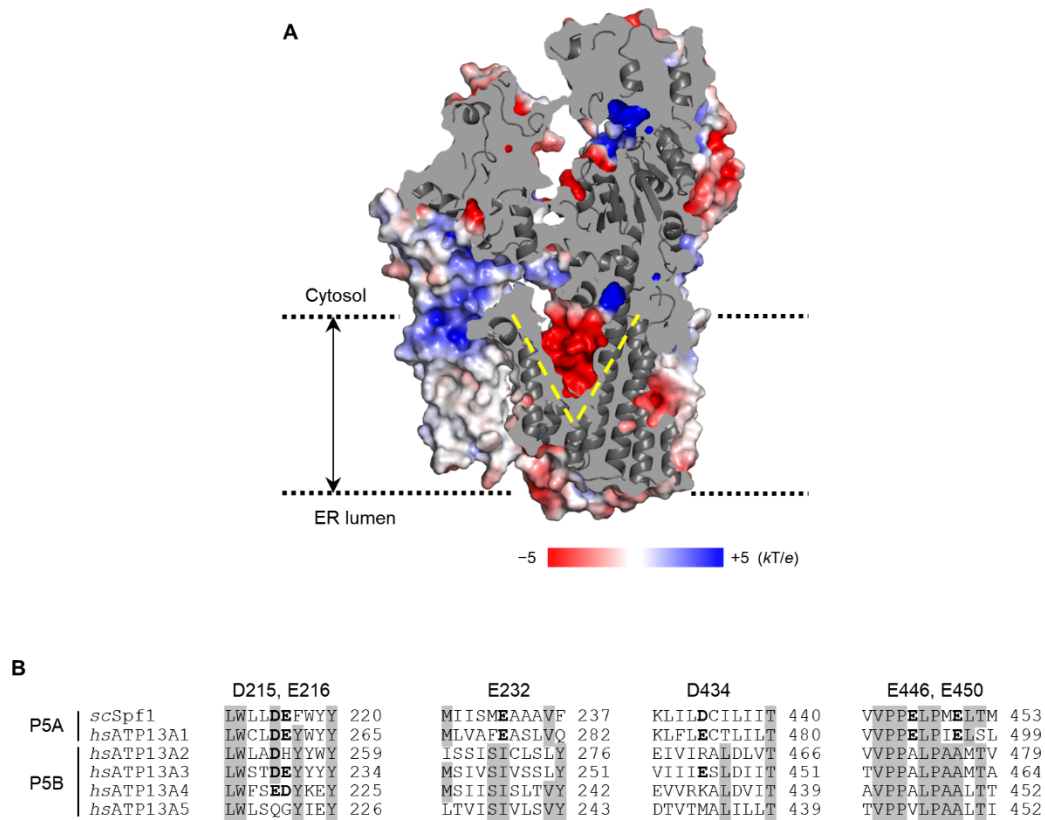 A
Cytosol
ER lumen
−5 +5 (kT/e)
B
D215, E216 E232 D434 E446, E450
P5A
scSpf1 LWLLDEFWYY 220 MIISMEAAAVF 237 KLILDCILIIT 440 VVPPELPMELTM 453
hsATP13A1 LWCLDEYWYY 265 MLVAFEASLVQ 282 KLFLECTLILT 480 VVPPELPIELSL 499
P5B
hsATP13A2 LWLADHYWYY 259 ISSISICLSLY 276 EIVIRALDLVT 466 VVPPALPAAMTV 479
hsATP13A3 LWSTDEYYYY 234 MSIVSIVSSLY 251 VIIIESLDIIT 451 TVPPALPAAMTA 464
hsATP13A4 LWFSEDYKEY 225 MIIISISLTVY 242 EVVRKALDVIT 439 AVPPALPAALTT 452
hsATP13A5 LWLSQGYIEY 226 LTVISIVLSVY 243 DTVTMALILLT 439 TVPPVLPAALTI 452